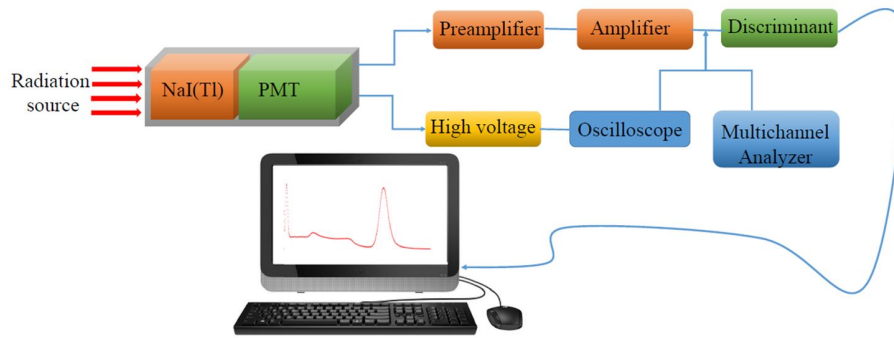 Radiation
source
NaI(Tl)
PMT
Preamplifier
Amplifier
Discriminant
High voltage
Oscilloscope
Multichannel
Analyzer